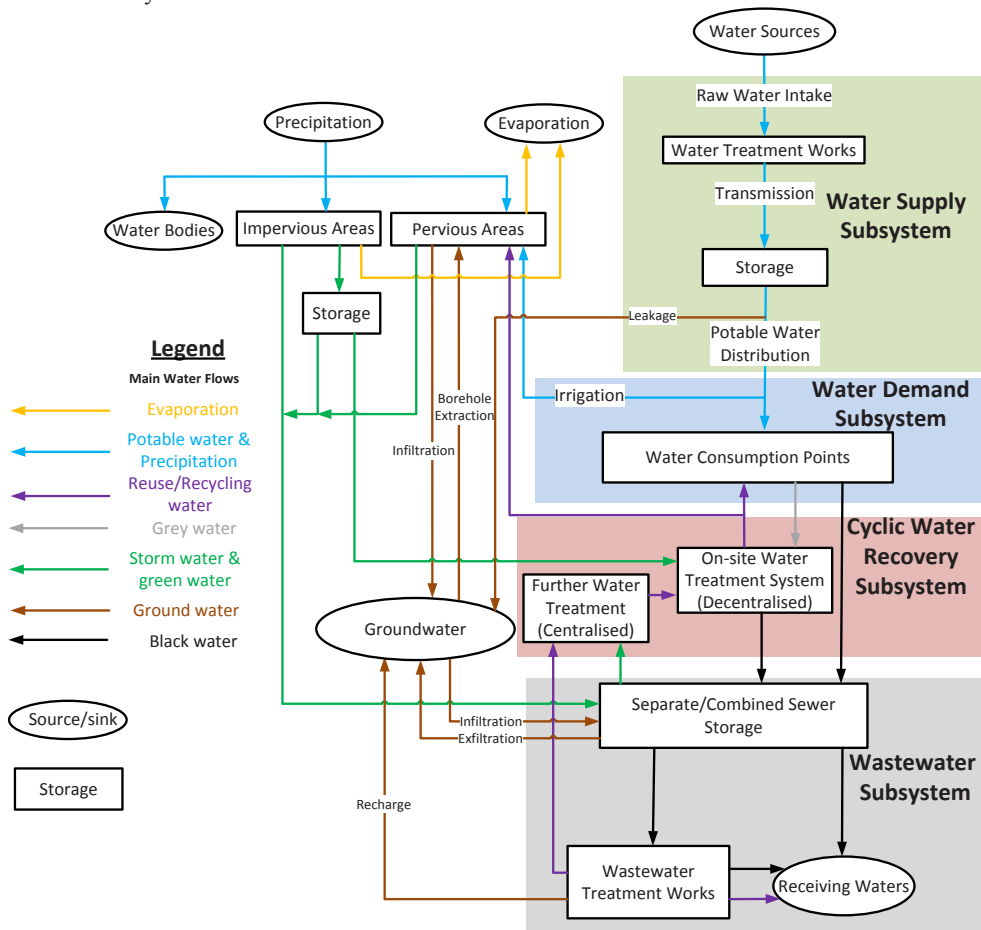 Water Sources
Raw Water Intake
Precipitation
Evaporation
Water Treatment Works
Transmission
Water Supply
Subsystem
Water Bodies
Impervious Areas
Pervious Areas
Storage
Storage
Leakage
Potable Water
Distribution
Legend
Main Water Flows
Evaporation
Potable water &
Precipitation
Reuse/Recycling
water
Grey water
Storm water &
green water
Ground water
Black water
Source/sink
Storage
Borehole
Extraction
Infiltration
Irrigation
Water Demand
Subsystem
Water Consumption Points
Cyclic Water
Recovery
Subsystem
On-site Water
Treatment System
(Decentralised)
Further Water
Treatment
(Centralised)
Groundwater
Separate/Combined Sewer
Storage
Infiltration
Exfiltration
Wastewater
Subsystem
Recharge
Wastewater
Treatment Works
Receiving Waters